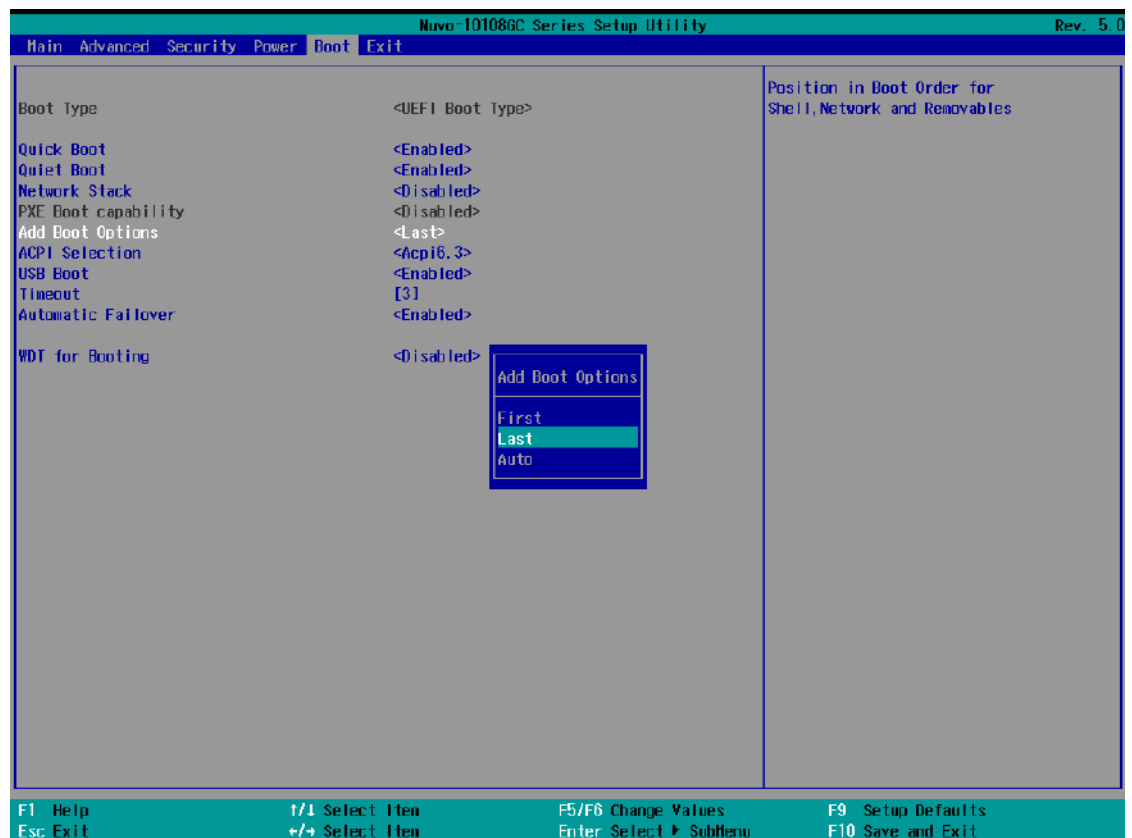 Nuvo-10108GC Series Setup Utility Rev. 5.0
Main Advanced Security Power Boot Exit
Position in Boot Order for
Boot Type <UEFI Boot Type> Shell,Network and Removables
Quick Boot <Enabled>
Quiet Boot <Enabled>
Network Stack <Disabled>
PXE Boot capability <Disabled>
Add Boot Options <Last>
ACPI Selection <Acpi6.3>
USB Boot <Enabled>
Timeout [3]
Automatic Failover <Enabled>
WDT for Booting <Disabled>
Add Boot Options
First
Last
Auto
F1 Help ↑/↓ Select Item F5/F6 Change Values F9 Setup Defaults
Esc Exit ←/→ Select Item Enter Select ▶ SubMenu F10 Save and Exit